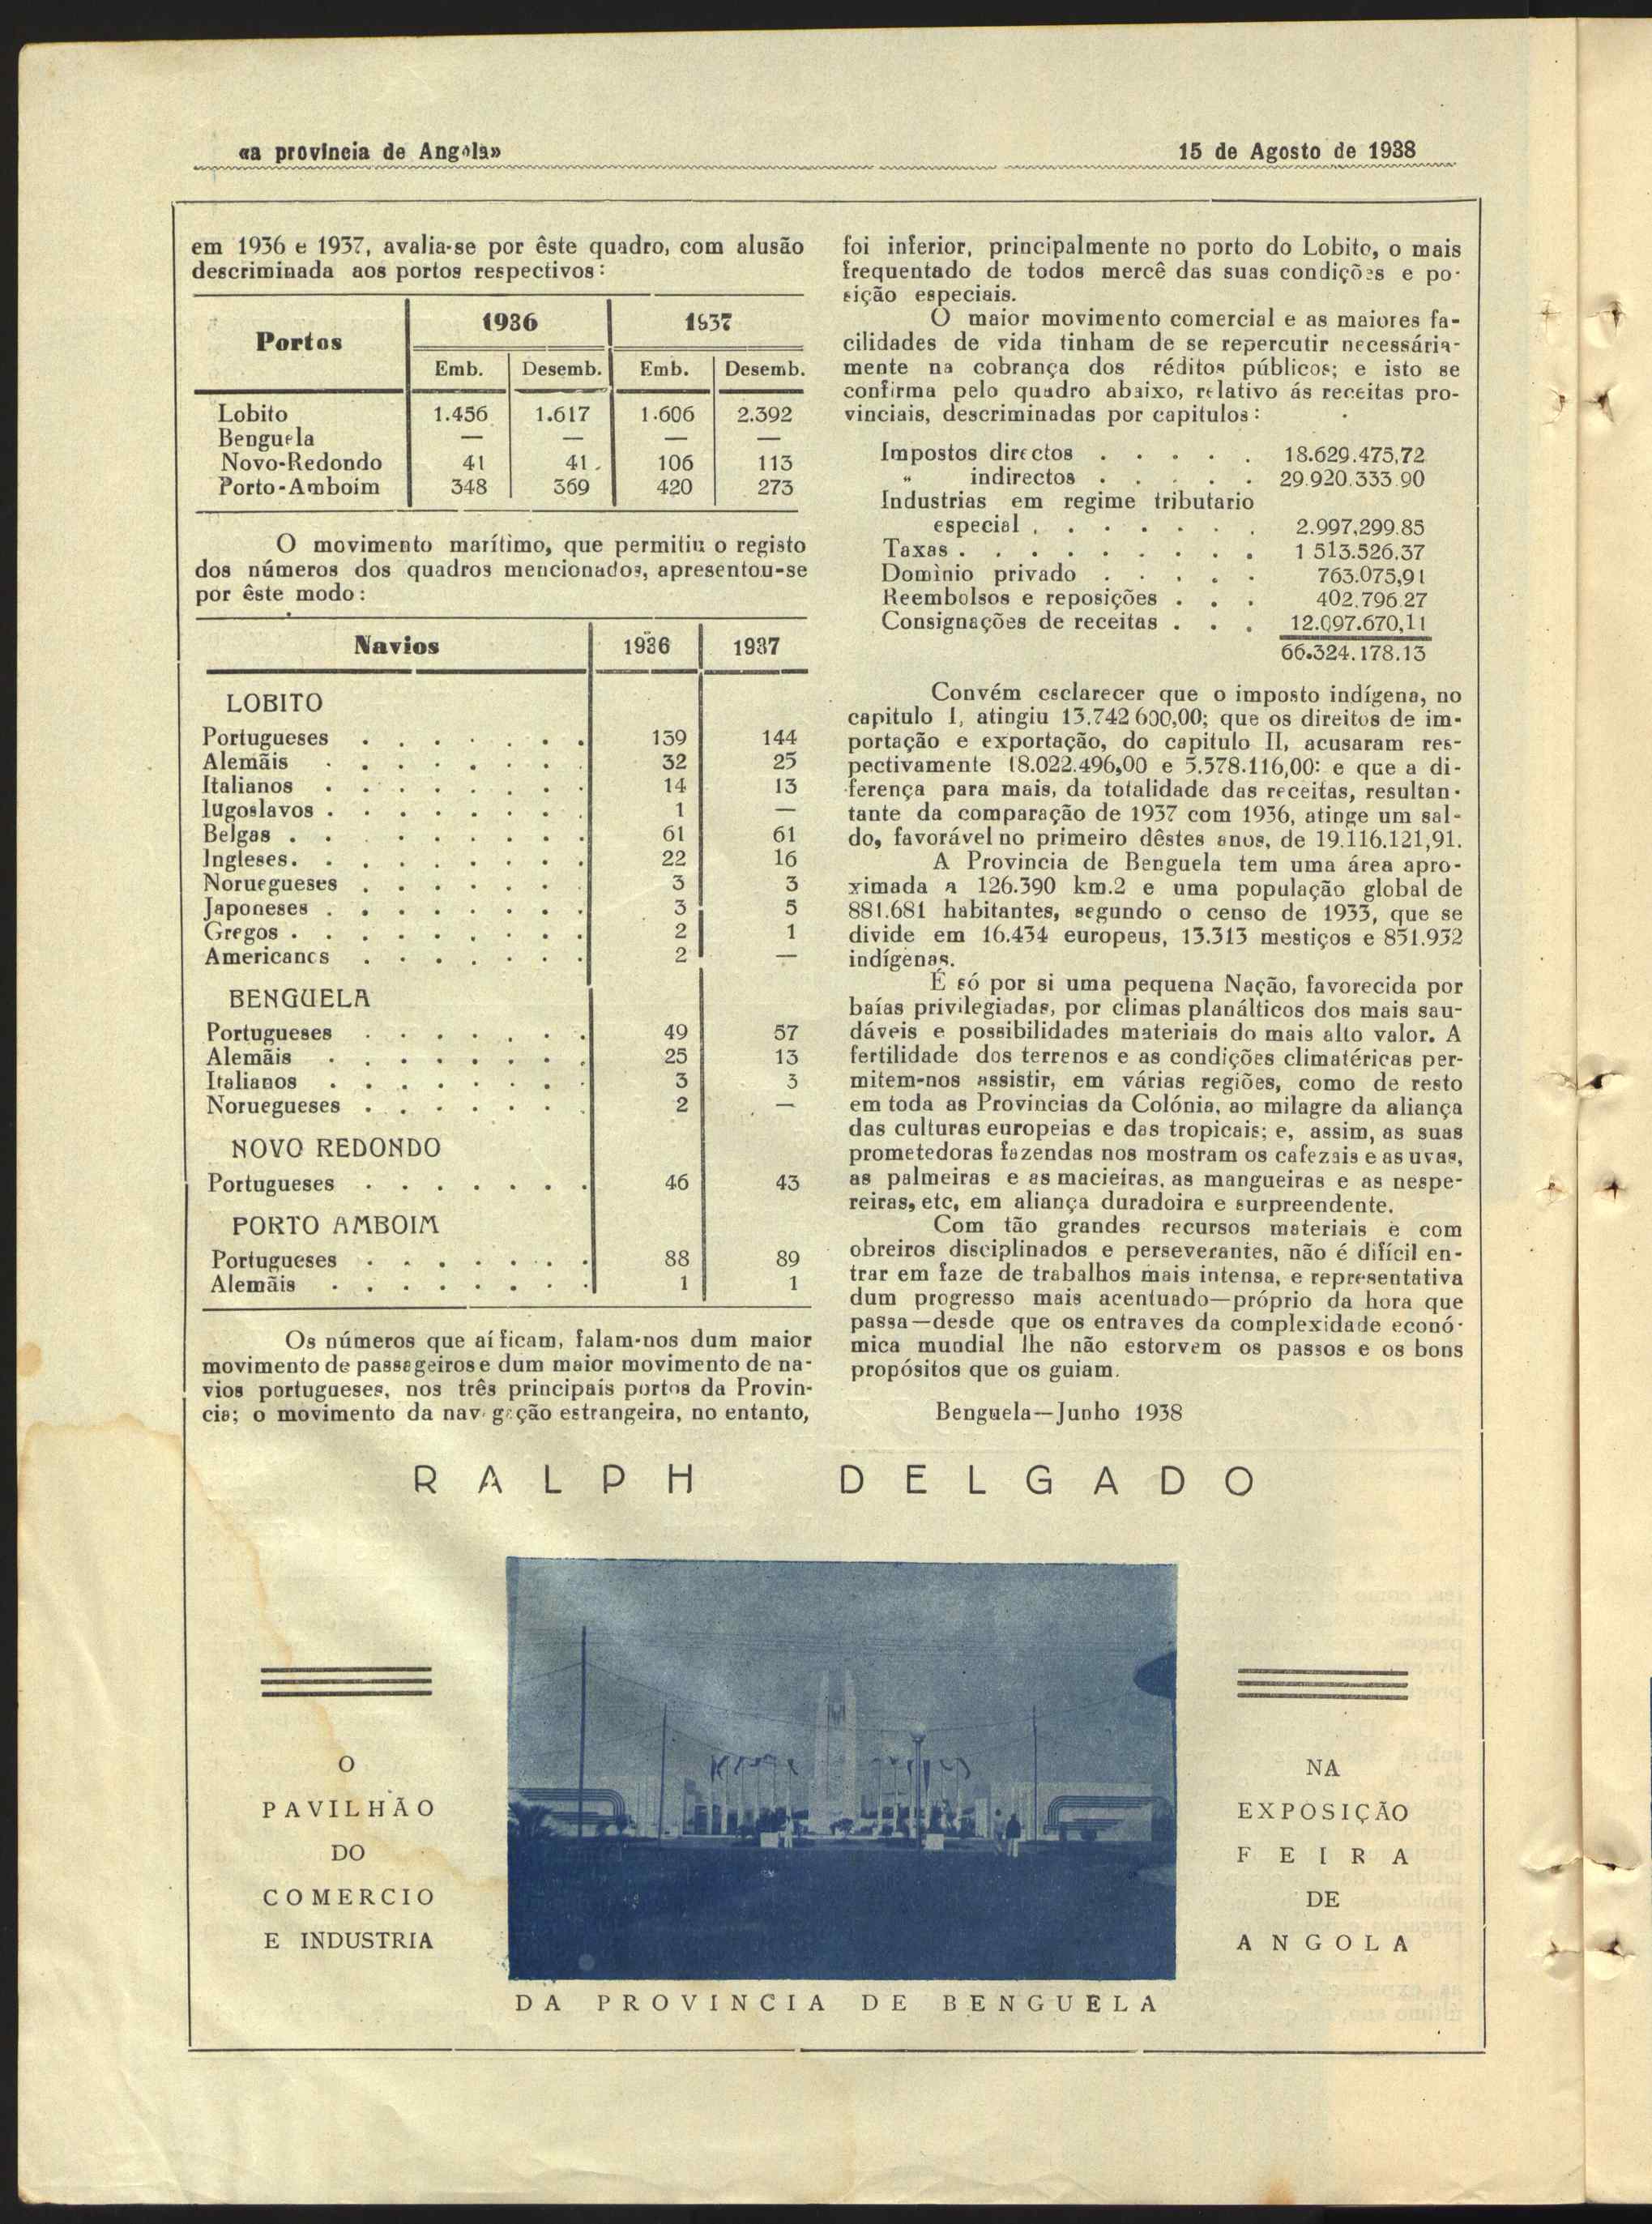 «a provincia de Angola»
15 de Agosto de 1938
em 1936 e 1937, avalia-se por êste quadro, com alusão
descriminada aos portos respectivos:
Portos 1936 1937
Emb. Desemb. Emb. Desemb.
Lobito 1.456 1.617 1.606 2.392
Benguela — — — —
Novo-Redondo 41 41 106 113
Porto-Amboim 348 369 420 273
O movimento marítimo, que permitiu o registo
dos números dos quadros mencionados, apresentou-se
por êste modo:
Navios 1936 1937
LOBITO
Portugueses . . . . . . . 139 144
Alemãis . . . . . . . . 32 25
Italianos . . . . . . . . 14 13
Iugoslavos . . . . . . . . 1 —
Belgas . . . . . . . . 61 61
Ingleses. . . . . . . . . 22 16
Noruegueses . . . . . . 3 3
Japoneses . . . . . . . . 3 5
Gregos . . . . . . . . . 2 1
Americanos . . . . . . . 2 —
BENGUELA
Portugueses . . . . . . . 49 57
Alemãis . . . . . . . . 25 13
Italianos . . . . . . . . 3 3
Noruegueses . . . . . . . 2 —
NOVO REDONDO
Portugueses . . . . . . . 46 43
PORTO AMBOIM
Portugueses . . . . . . . 88 89
Alemãis . . . . . . . . 1 1
Os números que aí ficam, falam-nos dum maior
movimento de passageiros e dum maior movimento de na-
vios portugueses, nos três principais portos da Provin-
cia; o movimento da navegação estrangeira, no entanto,
foi inferior, principalmente no porto do Lobito, o mais
frequentado de todos mercê das suas condições e po-
sição especiais.
O maior movimento comercial e as maiores fa-
cilidades de vida tinham de se repercutir necessária-
mente na cobrança dos réditos públicos; e isto se
confirma pelo quadro abaixo, relativo ás receitas pro-
vinciais, descriminadas por capitulos:
Impostos directos . . . . . 18.629.475,72
" indirectos . . . . . 29.920.333.90
Industrias em regime tributario
especial . . . . . . . 2.997,299.85
Taxas . . . . . . . . . 1 513.526,37
Domìnio privado . . . . . 763.075,91
Reembolsos e reposições . . . 402.796.27
Consignações de receitas . . . 12.097.670,11
66.324.178.13
Convém esclarecer que o imposto indígena, no
capitulo I, atingiu 13.742 600,00; que os direitos de im-
portação e exportação, do capitulo II, acusaram res-
pectivamente 18.022.496,00 e 5.578.116,00: e que a di-
ferença para mais, da totalidade das receitas, resultan-
tante da comparação de 1937 com 1936, atinge um sal-
do, favorável no primeiro dêstes anos, de 19.116.121,91.
A Provincia de Benguela tem uma área apro-
ximada a 126.390 km.2 e uma população global de
881.681 habitantes, segundo o censo de 1933, que se
divide em 16.434 europeus, 13.313 mestiços e 851.932
indígenas.
É só por si uma pequena Nação, favorecida por
baías privilegiadas, por climas planálticos dos mais sau-
dáveis e possibilidades materiais do mais alto valor. A
fertilidade dos terrenos e as condições climatéricas per-
mitem-nos assistir, em várias regiões, como de resto
em toda as Provincias da Colónia, ao milagre da aliança
das culturas europeias e das tropicais; e, assim, as suas
prometedoras fazendas nos mostram os cafezais e as uvas,
as palmeiras e as macieiras, as mangueiras e as nespe-
reiras, etc, em aliança duradoira e surpreendente.
Com tão grandes recursos materiais e com
obreiros disciplinados e perseverantes, não é difícil en-
trar em faze de trabalhos mais intensa, e representativa
dum progresso mais acentuado—próprio da hora que
passa—desde que os entraves da complexidade econó-
mica mundial lhe não estorvem os passos e os bons
propósitos que os guiam.
Benguela—Junho 1938
RALPH DELGADO
O
PAVILHÃO
DO
COMERCIO
E INDUSTRIA
NA
EXPOSIÇÃO
FEIRA
DE
ANGOLA
DA PROVINCIA DE BENGUELA